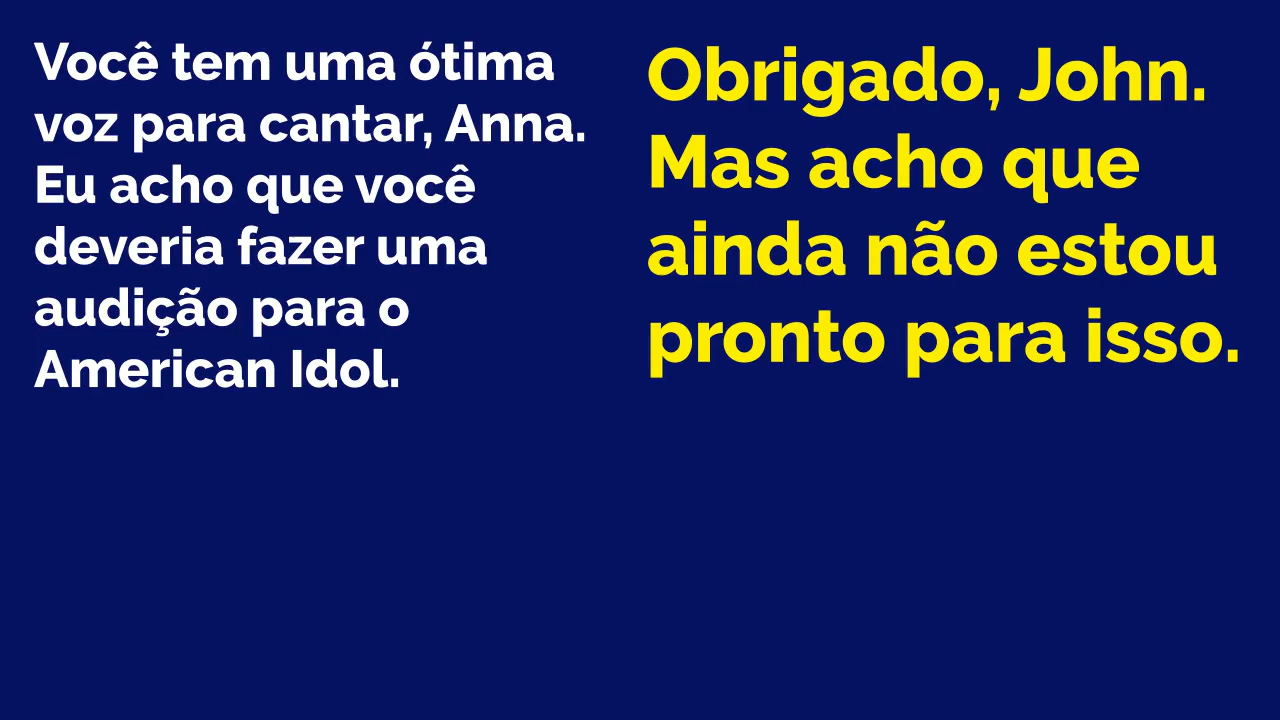 Você tem uma ótima
voz para cantar, Anna.
Eu acho que você
deveria fazer uma
audição para o
American Idol.
Obrigado, John.
Mas acho que
ainda não estou
pronto para isso.